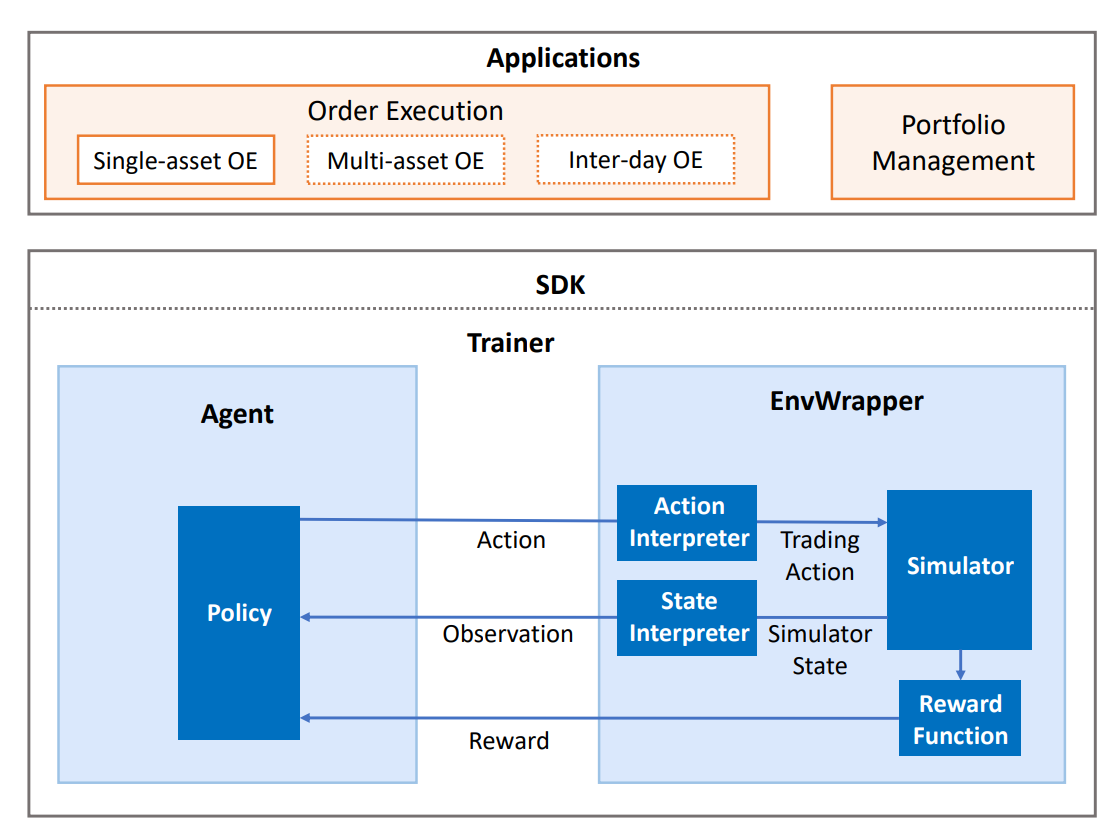 Applications
Order Execution
Single-asset OE
Multi-asset OE
Inter-day OE
Portfolio
Management
SDK
Trainer
Agent
EnvWrapper
Policy
Action
Action
Interpreter
Trading
Action
Simulator
Observation
State
Interpreter
Simulator
State
Reward
Reward
Function